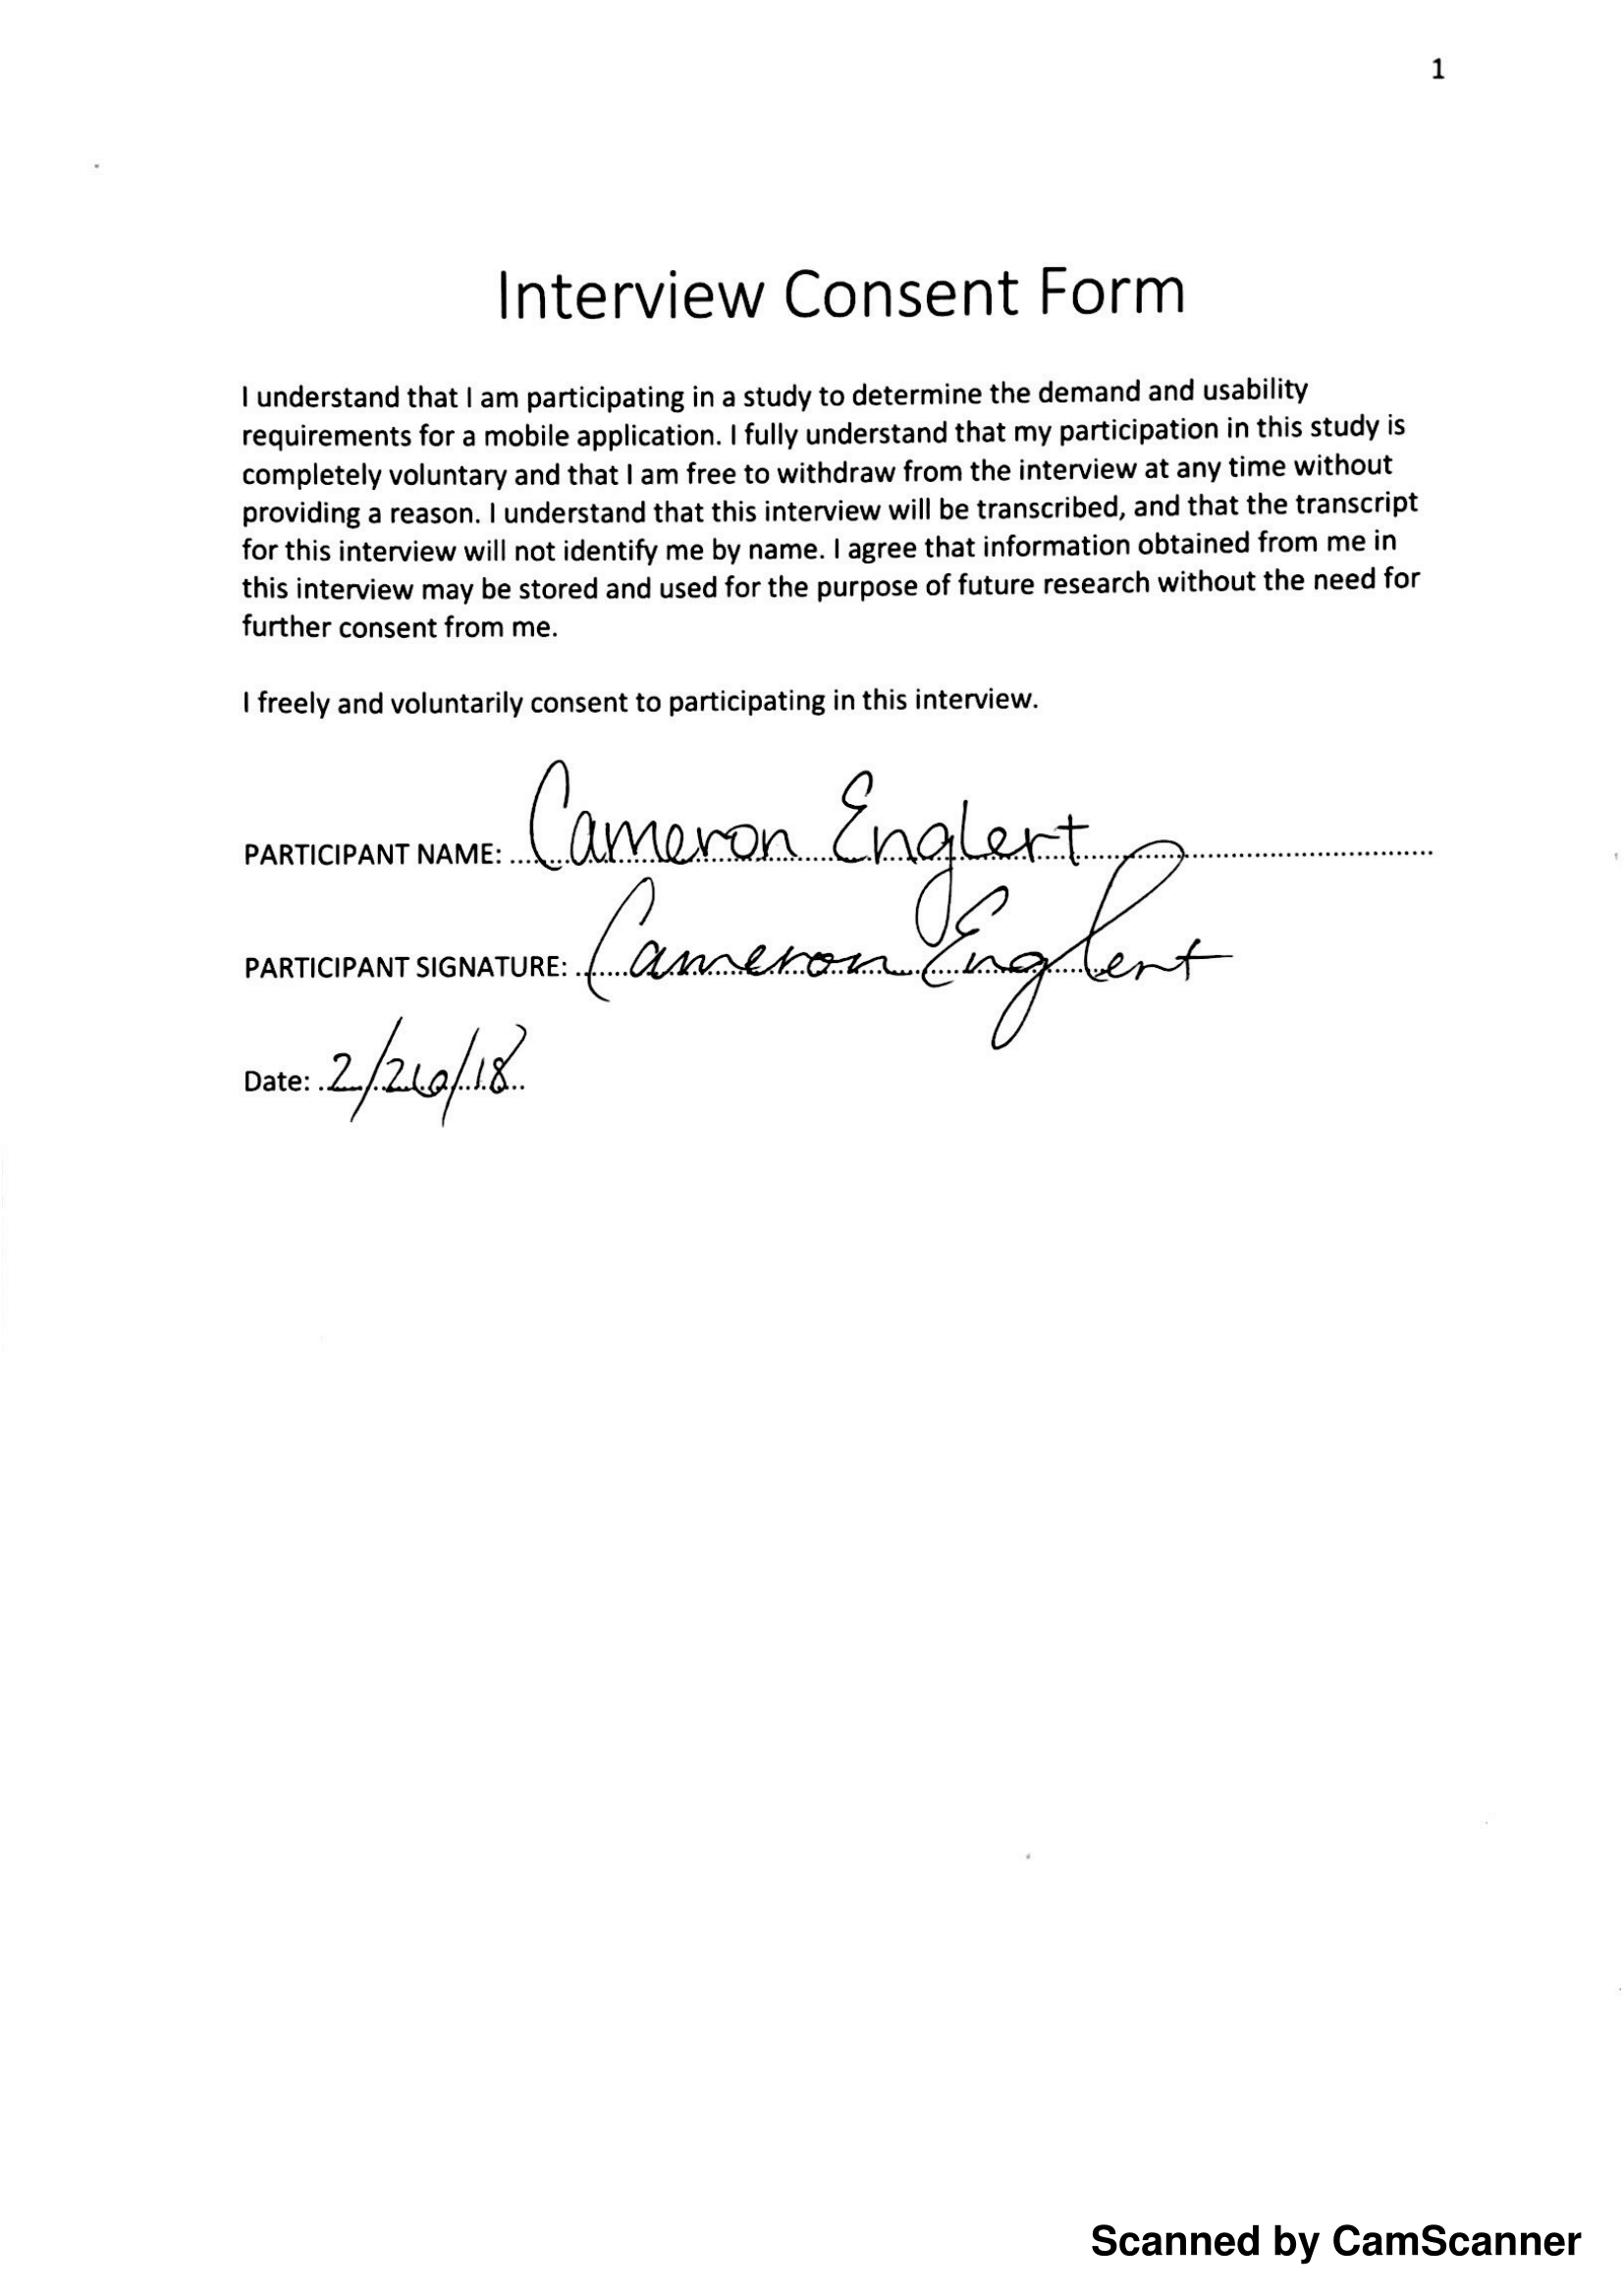 1
Interview Consent Form
I understand that I am participating in a study to determine the demand and usability
requirements for a mobile application. I fully understand that my participation in this study is
completely voluntary and that I am free to withdraw from the interview at any time without
providing a reason. I understand that this interview will be transcribed, and that the transcript
for this interview will not identify me by name. I agree that information obtained from me in
this interview may be stored and used for the purpose of future research without the need for
further consent from me.
I freely and voluntarily consent to participating in this interview.
PARTICIPANT NAME: Cameron Englert
PARTICIPANT SIGNATURE: Cameron Englert
Date: 2/26/18
Scanned by CamScanner